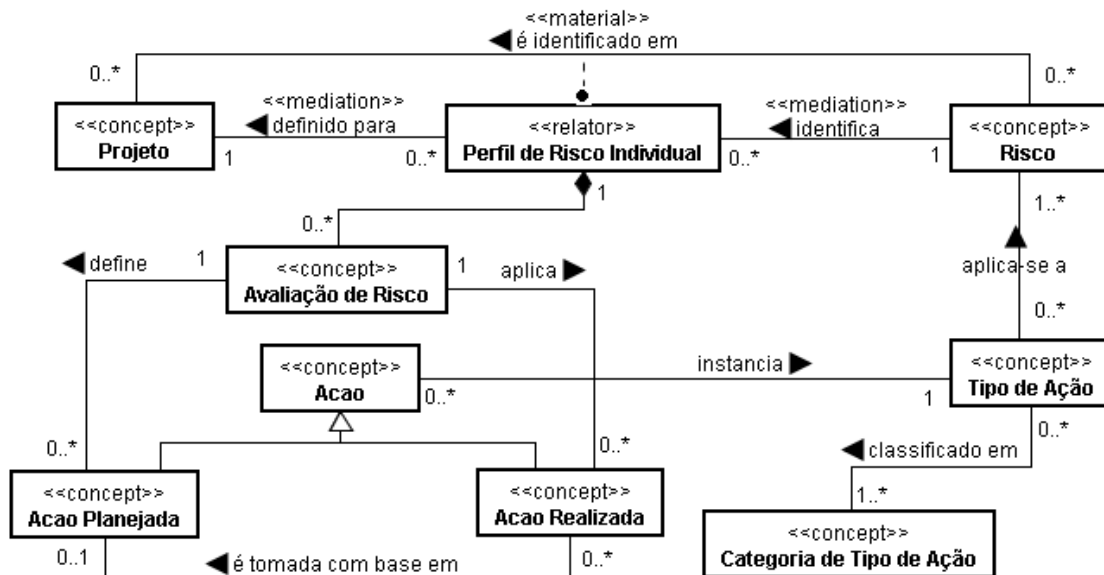 <<material>>
é identificado em
0..*
0..*
<<mediation>>
<<mediation>>
<<concept>>
Projeto
definido para
<<relator>>
Perfil de Risco Individual
identifica
<<concept>>
Risco
1
0..*
0..*
1
1
1..*
0..*
define
1
<<concept>>
Avaliação de Risco
1
aplica
aplica-se a
0..*
<<concept>>
Acao
0..*
instancia
1
<<concept>>
Tipo de Ação
0..*
0..*
0..*
classificado em
<<concept>>
Acao Planejada
<<concept>>
Acao Realizada
1..*
<<concept>>
Categoria de Tipo de Ação
0..1
é tomada com base em
0..*